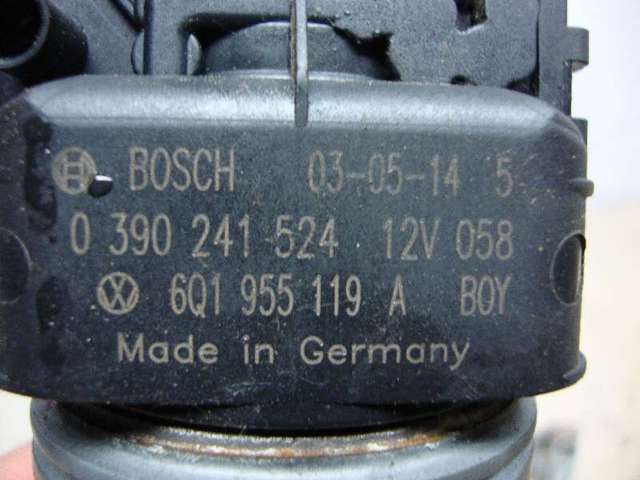 BOSCH 03-05-14 5
0 390 241 524 12V 058
6Q1 955 119 A BOY
Made in Germany